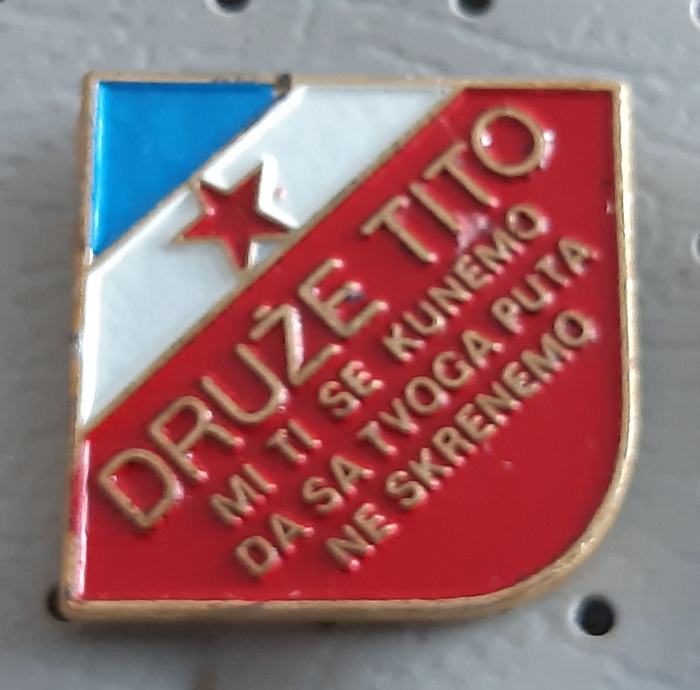 DRUŽE TITO
MI TI SE KUNEMO
DA SA TVOGA PUTA
NE SKRENEMO